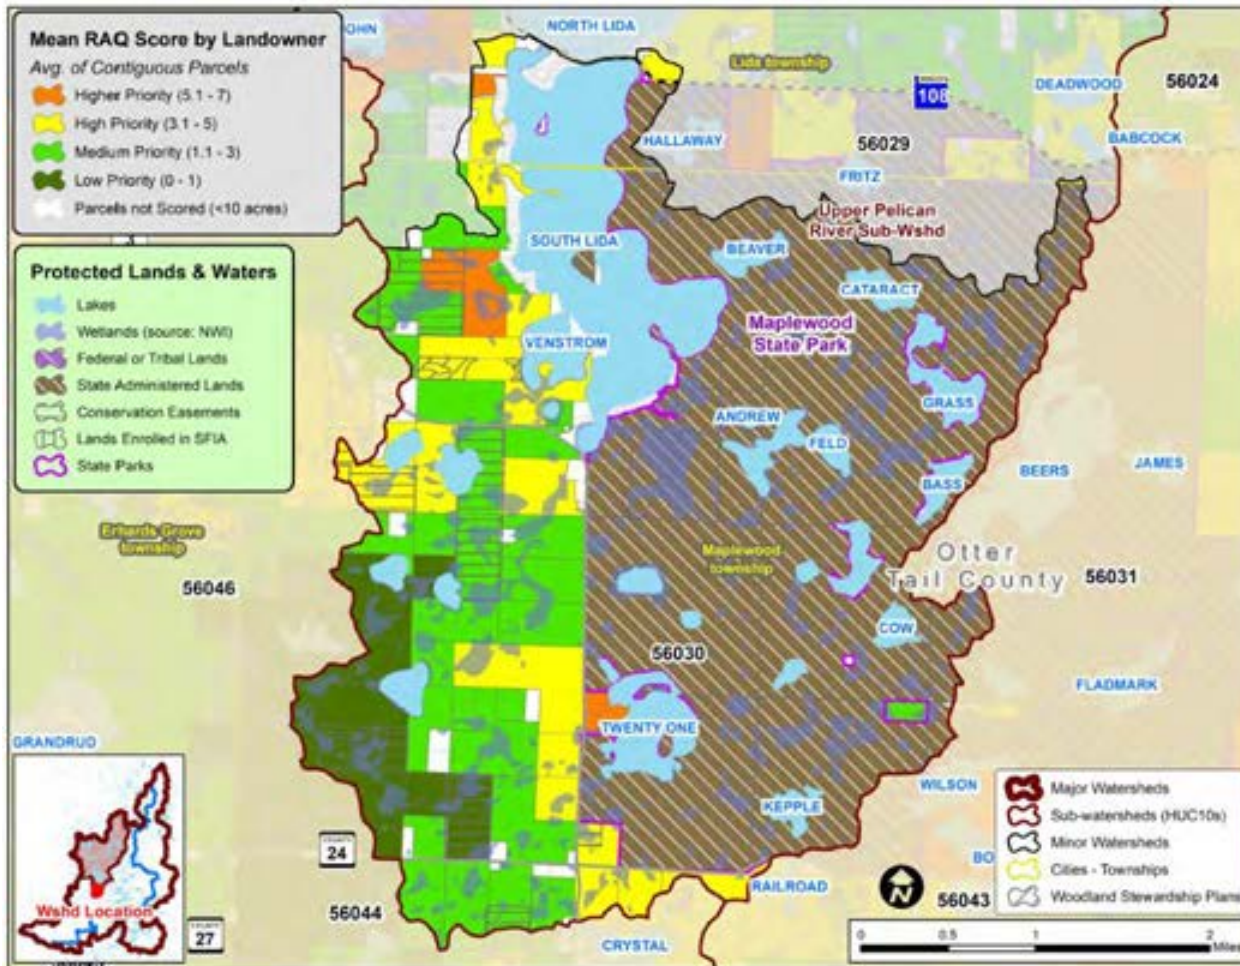 Mean RAQ Score by Landowner
Avg. of Contiguous Parcels
Higher Priority (5.1 - 7)
High Priority (3.1 - 5)
Medium Priority (1.1 - 3)
Low Priority (0 - 1)
Parcels not Scored (<10 acres)
Protected Lands & Waters
Lakes
Wetlands (source: NWI)
Federal or Tribal Lands
State Administered Lands
Conservation Easements
Lands Enrolled in SFIA
State Parks
NORTH LIDA
Lida township
108
DEADWOOD
56024
HALLAWAY
56029
BABCOCK
FRITZ
Upper Pelican
River Sub-Wshd
SOUTH LIDA
BEAVER
CATARACT
VENSTROM
Maplewood
State Park
GRASS
ANDREW
FELD
BASS
BEERS
JAMES
Erhards Grove
township
Maplewood
township
Otter
Tail County
56046
56031
COW
56030
FLADMARK
TWENTY ONE
GRANDRUD
WILSON
KEPPLE
24
RAILROAD
56044
56043
CRYSTAL
27
Wshd Location
Major Watersheds
Sub-watersheds (HUC10s)
Minor Watersheds
Cities - Townships
Woodland Stewardship Plans
N
0 0.5 1 2
Miles